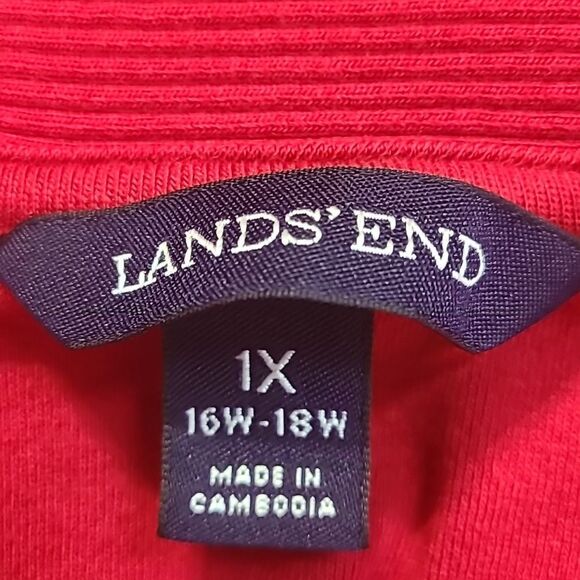 LANDS' END
1X
16W-18W
MADE IN
CAMBODIA